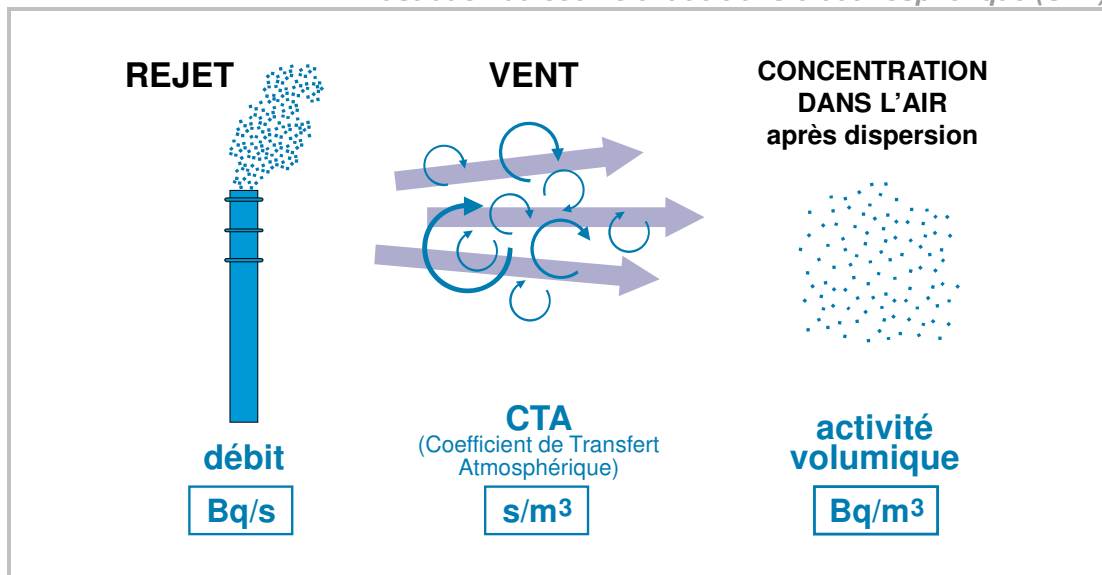 REJET
VENT
CONCENTRATION
DANS L'AIR
après dispersion
débit
Bq/s
CTA
(Coefficient de Transfert
Atmosphérique)
s/m³
activité
volumique
Bq/m³